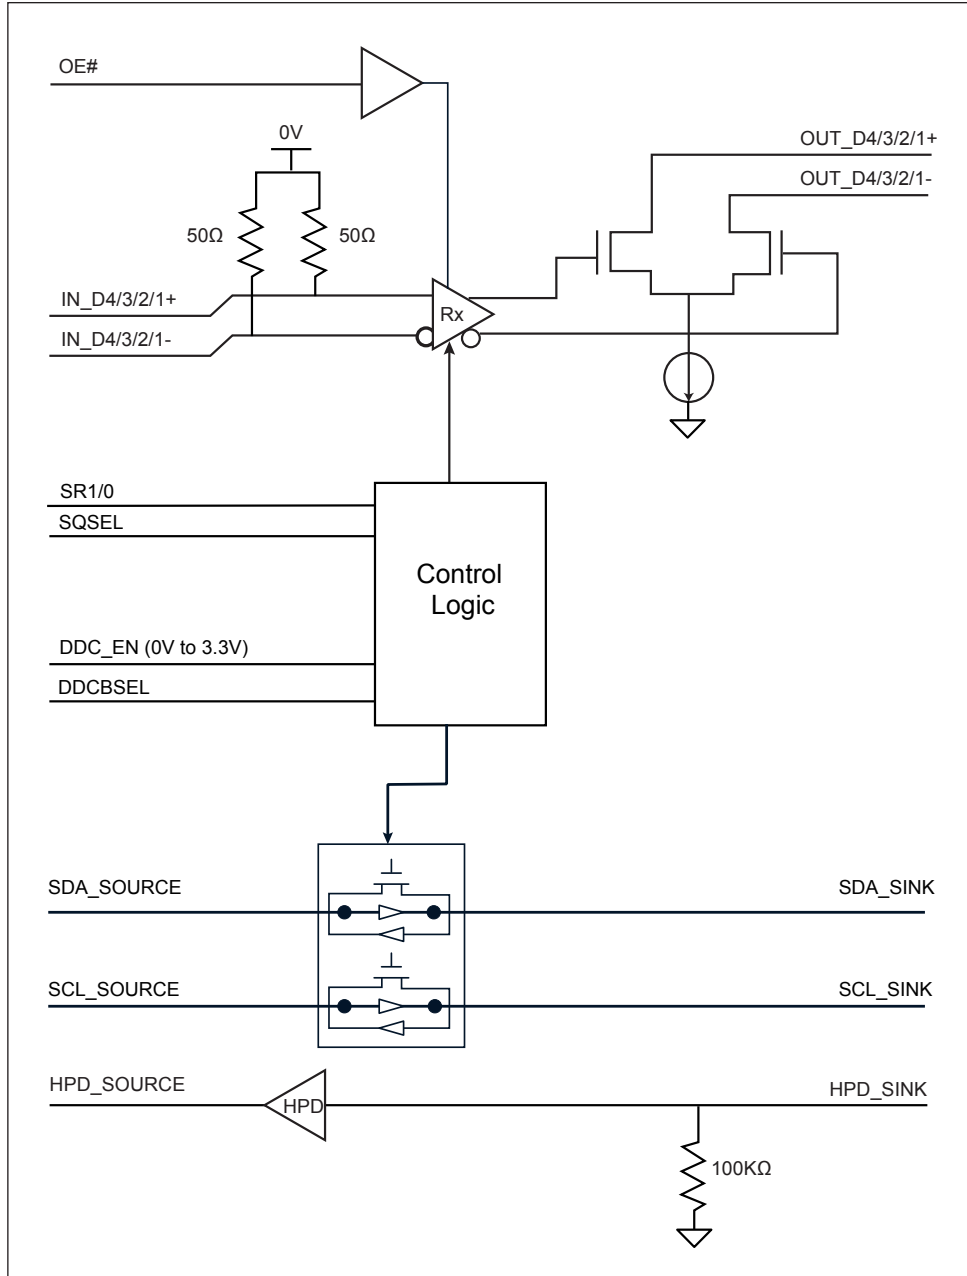 OE#
0V
OUT_D4/3/2/1+
OUT_D4/3/2/1-
50Ω
50Ω
IN_D4/3/2/1+
Rx
IN_D4/3/2/1-
SR1/0
SQSEL
Control
Logic
DDC_EN (0V to 3.3V)
DDCBSEL
SDA_SOURCE
SDA_SINK
SCL_SOURCE
SCL_SINK
HPD_SOURCE
HPD
HPD_SINK
100KΩ